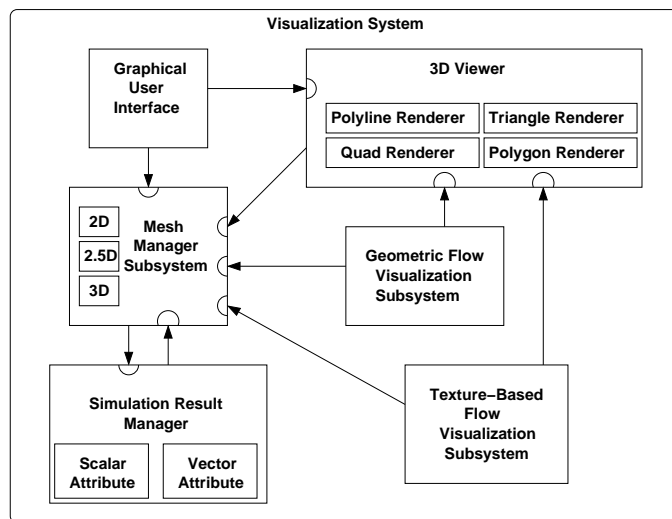 Visualization System
Graphical
User
Interface
3D Viewer
Polyline Renderer
Triangle Renderer
Quad Renderer
Polygon Renderer
2D
2.5D
3D
Mesh
Manager
Subsystem
Geometric Flow
Visualization
Subsystem
Simulation Result
Manager
Scalar
Attribute
Vector
Attribute
Texture−Based
Flow
Visualization
Subsystem